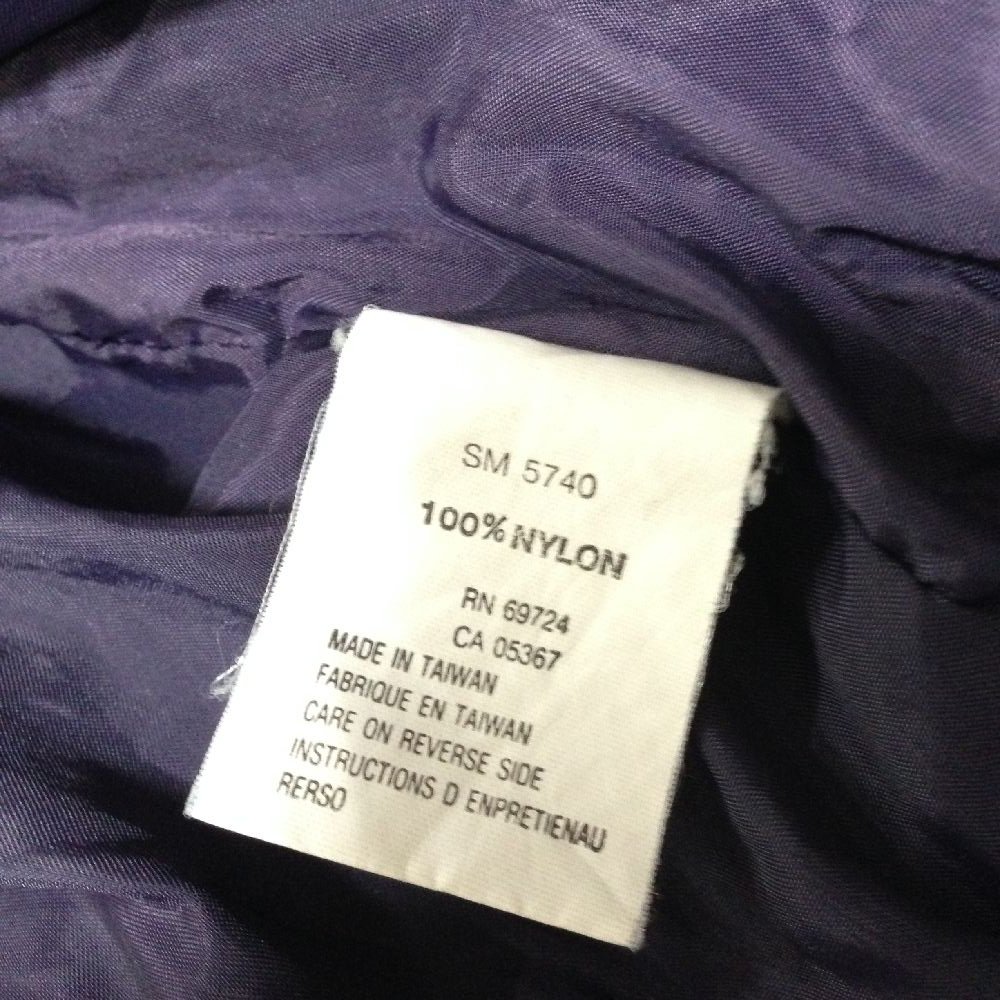 SM 5740
100% NYLON
RN 69724
CA 05367
MADE IN TAIWAN
FABRIQUE EN TAIWAN
CARE ON REVERSE SIDE
INSTRUCTIONS D ENPRETIENAU
RERSO